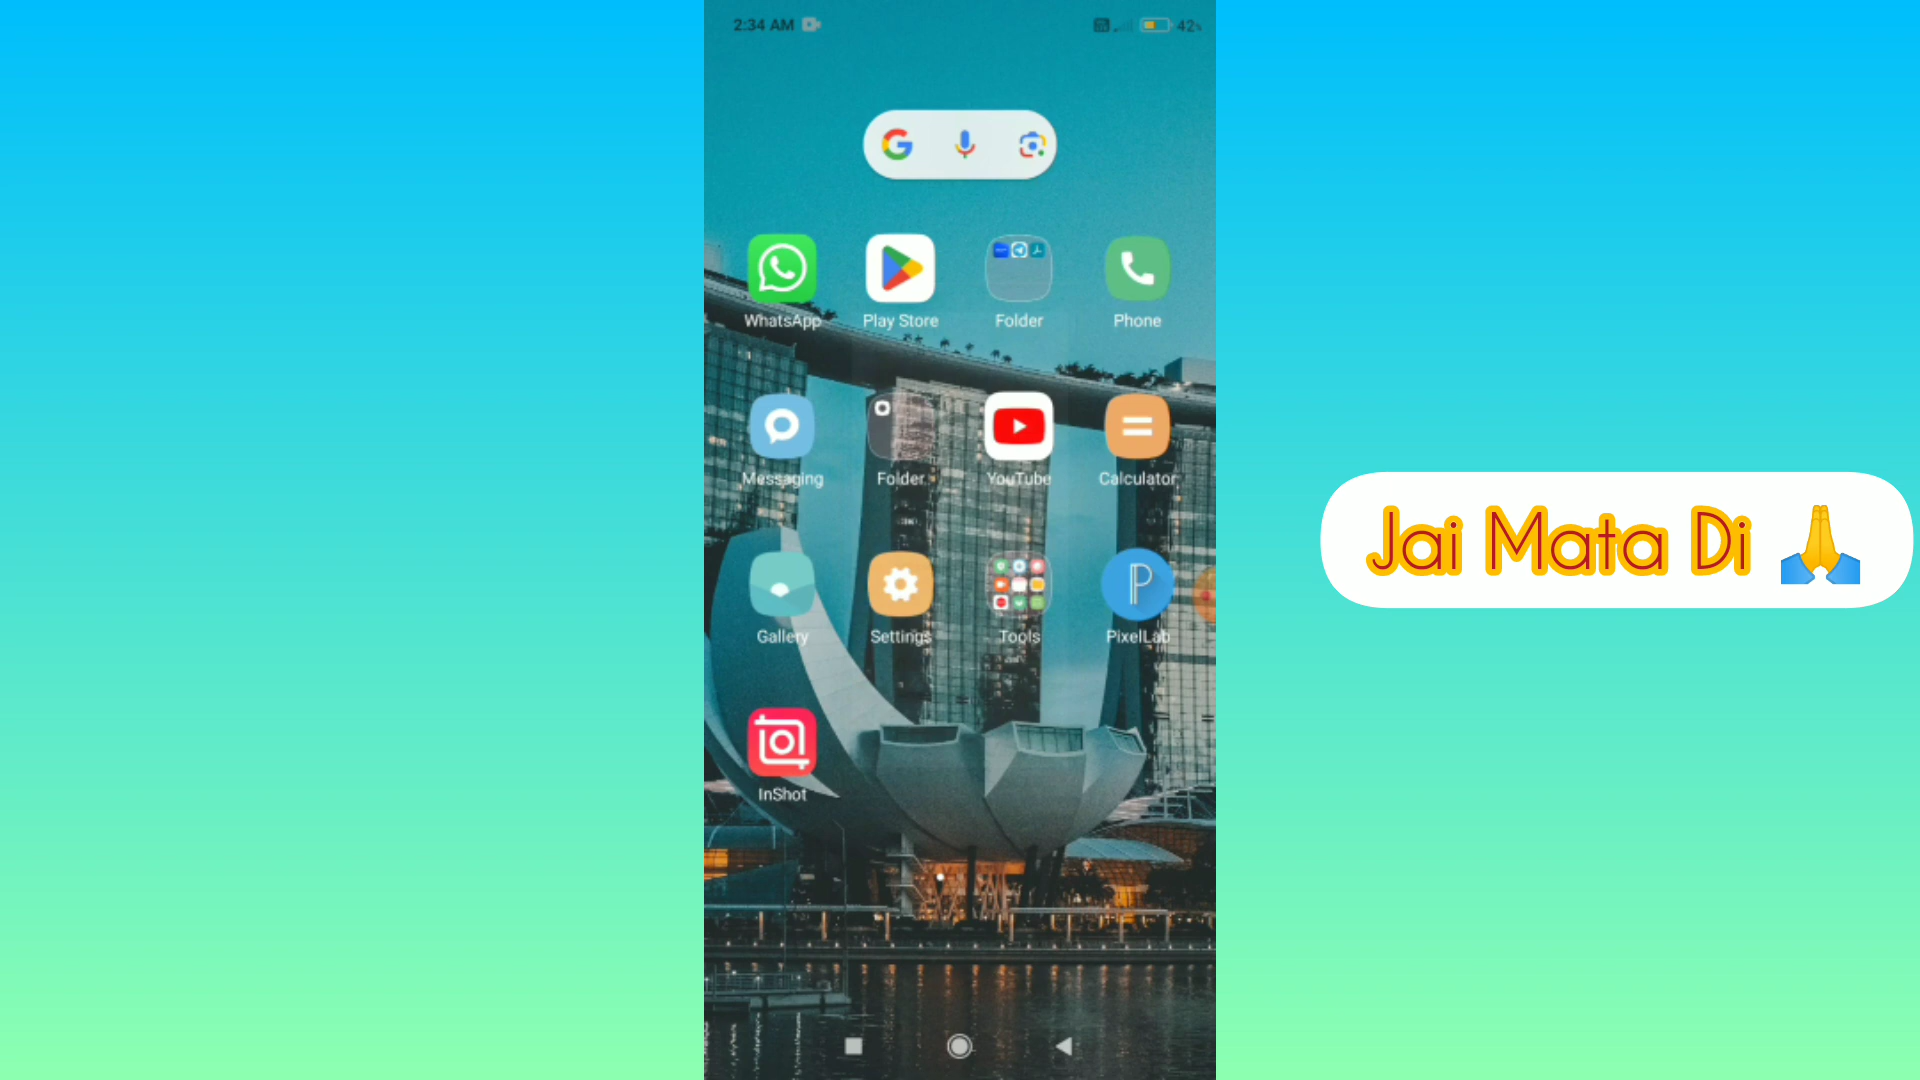 2:34 AM
42%
WhatsApp
Play Store
Folder
Phone
Messaging
Folder
YouTube
Calculator
Gallery
Settings
Tools
PixelLab
InShot
Jai Mata Di 🙏